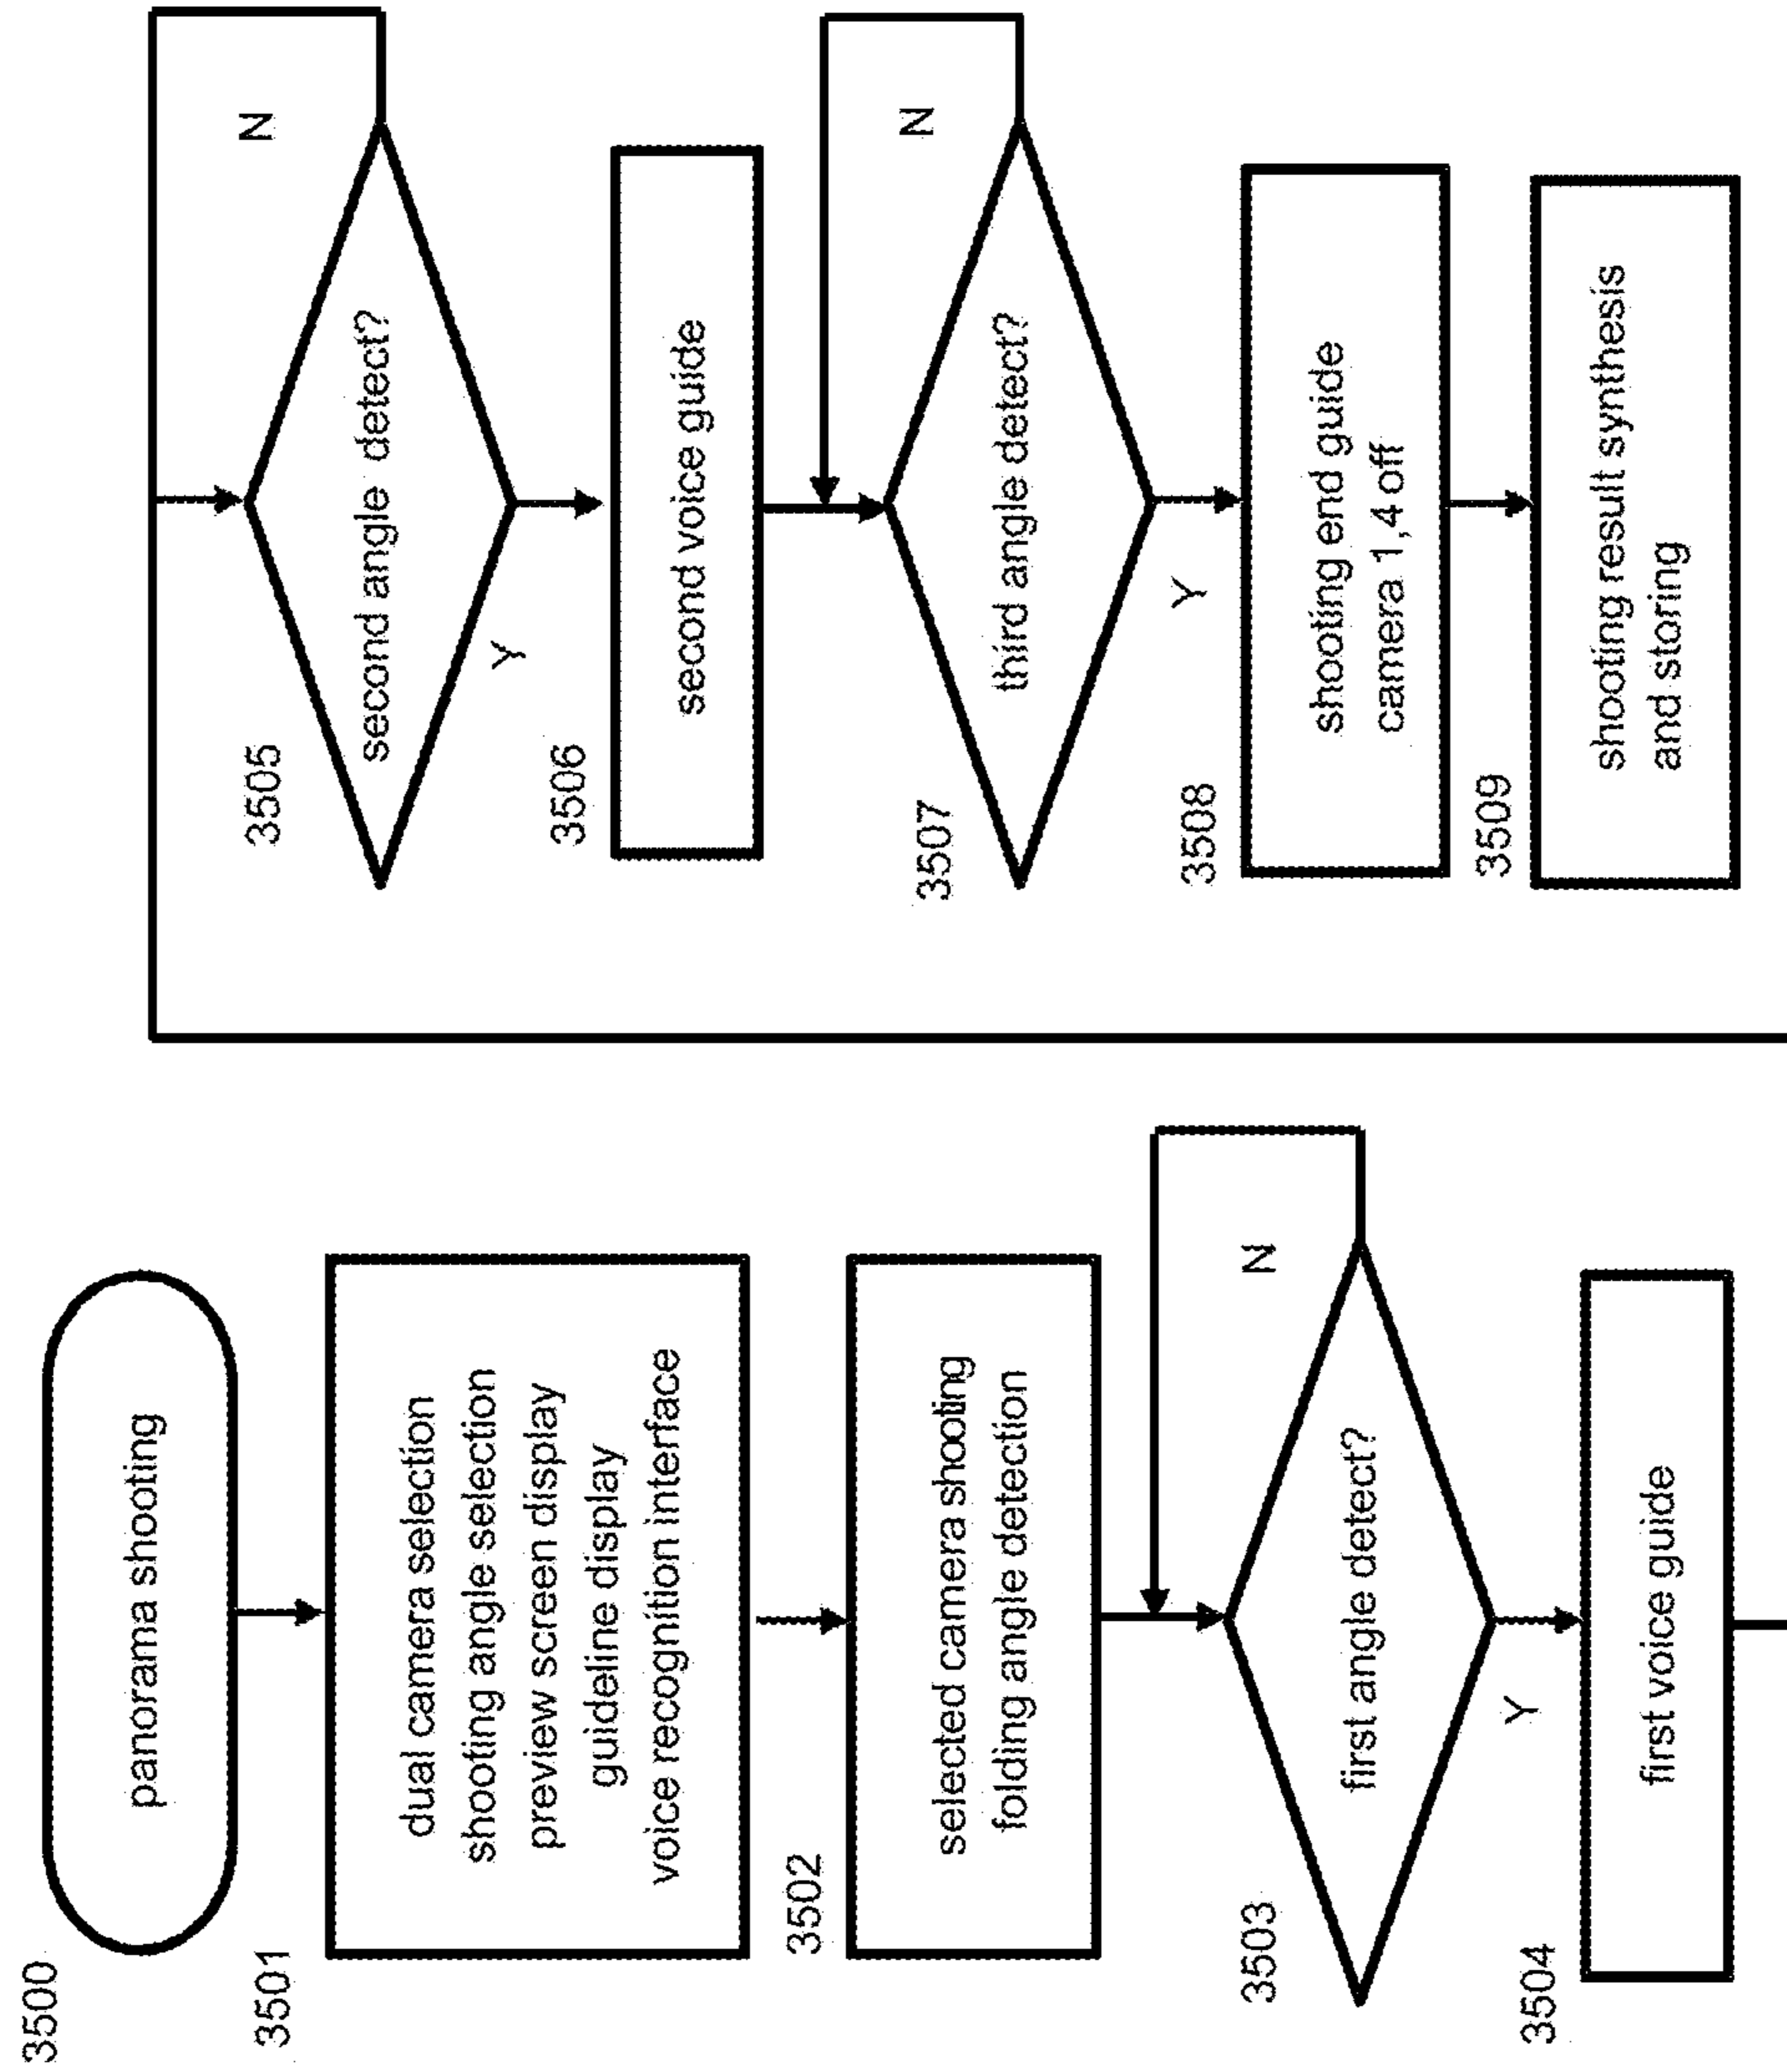 3500
panorama shooting
3501
dual camera selection
shooting angle selection
preview screen display
guideline display
voice recognition interface
3502
selected camera shooting
folding angle detection
3503
first angle detect?
N
Y
3504
first voice guide
3505
second angle detect?
N
Y
3506
second voice guide
3507
third angle detect?
N
Y
3508
shooting end guide
camera 1,4 off
3509
shooting result synthesis
and storing